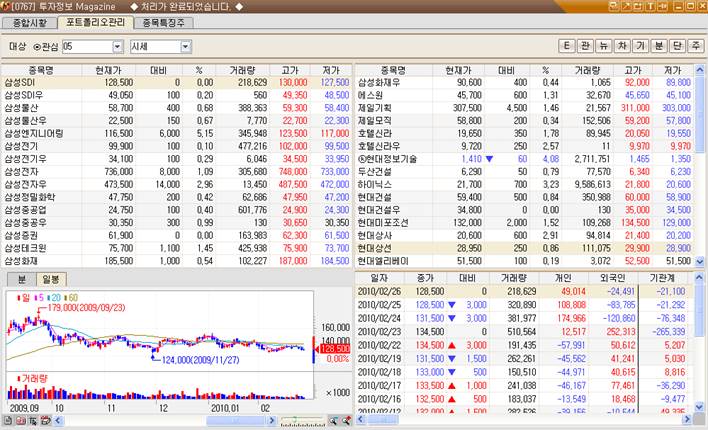 [0767] 투자정보 Magazine ◆ 처리가 완료되었습니다. ◆
종합시황 포트폴리오관리 종목특징주
대상 관심 05 시세 E 관 뉴 차 기 분 단 주
종목명 현재가 대비 % 거래량 고가 저가
삼성SDI 128,500 0 0,00 218,629 130,000 127,500
삼성SDI우 49,050 100 0,20 560 49,350 48,500
삼성물산 58,700 400 0,68 388,363 59,300 58,400
삼성물산우 22,500 150 0,67 7,770 22,700 22,300
삼성엔지니어링 116,500 6,000 5,15 345,948 123,500 117,000
삼성전기 99,900 100 0,10 477,216 102,000 99,500
삼성전기우 34,100 100 0,29 6,046 34,500 33,950
삼성전자 736,000 8,000 1,09 305,680 748,000 733,000
삼성전자우 473,500 14,000 2,96 13,450 487,500 472,000
삼성정밀화학 47,750 200 0,42 62,686 47,950 47,200
삼성중공업 24,750 100 0,40 601,776 24,900 24,300
삼성중공우 30,350 300 0,99 130 30,650 30,350
삼성증권 61,900 0 0,00 163,983 62,300 61,500
삼성테크윈 75,700 1,100 1,45 425,938 75,900 73,700
삼성화재 185,500 1,000 0,54 102,227 187,000 184,500
종목명 현재가 대비 % 거래량 고가 저가
삼성화재우 90,600 400 0,44 1,065 92,000 89,800
에스원 45,700 600 1,31 32,670 45,650 45,100
제일기획 307,500 4,500 1,46 21,567 311,000 303,000
제일모직 58,800 200 0,34 152,506 59,200 57,800
호텔신라 19,650 350 1,78 89,945 20,050 19,550
호텔신라우 9,720 250 2,57 11 9,970 9,970
현대정보기술 1,410 ▼ 60 4,08 2,711,751 1,465 1,350
두산건설 6,290 50 0,79 77,570 6,340 6,230
하이닉스 21,700 700 3,23 9,586,613 21,800 20,600
현대건설 59,400 500 0,84 350,988 60,000 58,900
현대건설우 34,800 0 0,00 130 35,000 34,500
현대미포조선 132,000 2,000 1,52 109,268 134,500 129,000
현대상사 20,600 600 2,91 94,814 21,400 20,200
현대상선 28,950 250 0,86 111,075 29,900 28,900
현대엘리베이 51,500 100 0,19 3,072 52,500 51,500
분 일봉
일 5 20 60
179,000(2009/09/23)
160,000
140,000
128,500
0,00%
124,000(2009/11/27)
거래량
×1000
2009,09 10 11 12 2010,01 02
일자 종가 대비 거래량 개인 외국인 기관계
2010/02/26 128,500 0 218,629 49,014 -24,491 -21,100
2010/02/25 128,500 ▼ 3,000 320,890 108,808 -83,785 -21,292
2010/02/24 131,500 ▼ 3,000 381,977 174,966 -120,860 -76,348
2010/02/23 134,500 0 510,564 12,517 252,313 -265,339
2010/02/22 134,500 ▲ 3,000 191,435 -57,991 50,612 5,207
2010/02/19 131,500 ▼ 1,500 262,261 -45,562 41,241 5,030
2010/02/18 133,000 ▼ 500 150,510 -44,971 40,615 8,816
2010/02/17 133,500 ▲ 1,000 241,038 -46,167 77,461 -36,290
2010/02/16 132,500 ▲ 500 183,037 -13,549 18,468 -9,477
2010/02/12 132,000 ▲